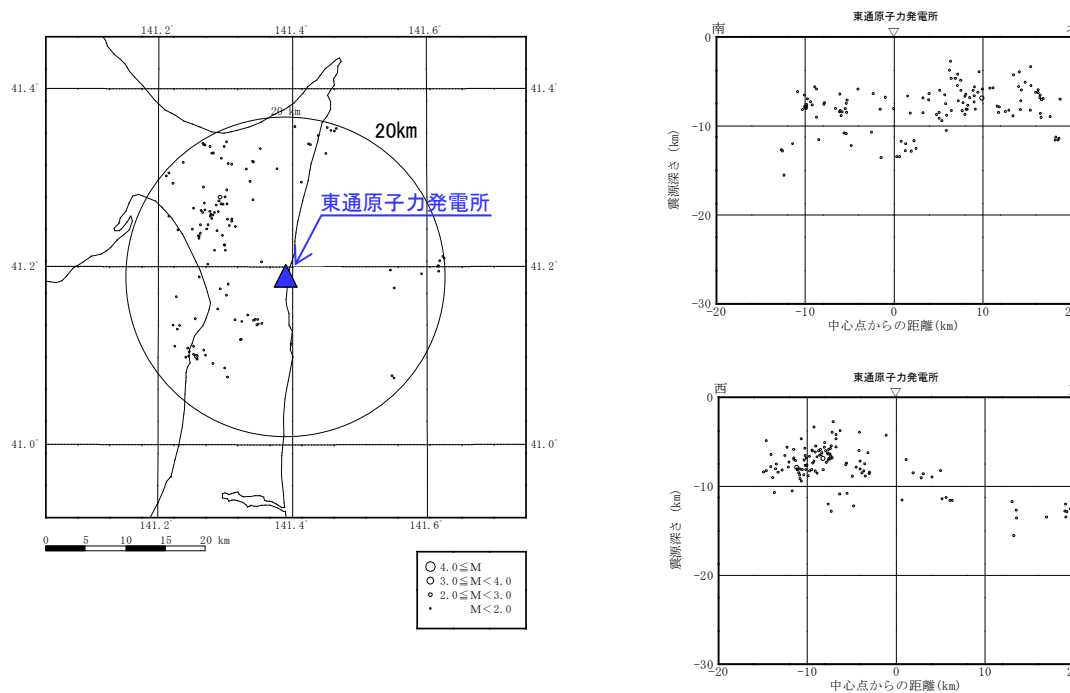 141.2° 141.4° 141.6°
41.4° 41.4°
20 km
20km
東通原子力発電所
41.2° 41.2°
41.0° 41.0°
141.2° 141.4° 141.6°
0 5 10 15 20 km
4.0≦M
3.0≦M<4.0
2.0≦M<3.0
M<2.0
東通原子力発電所
南
0
-10
-20
-30
震源深さ (km)
-20 -10 0 10
中心点からの距離(km)
東通原子力発電所
西
0
-10
-20
-30
震源深さ (km)
-20 -10 0 10
中心点からの距離(km)